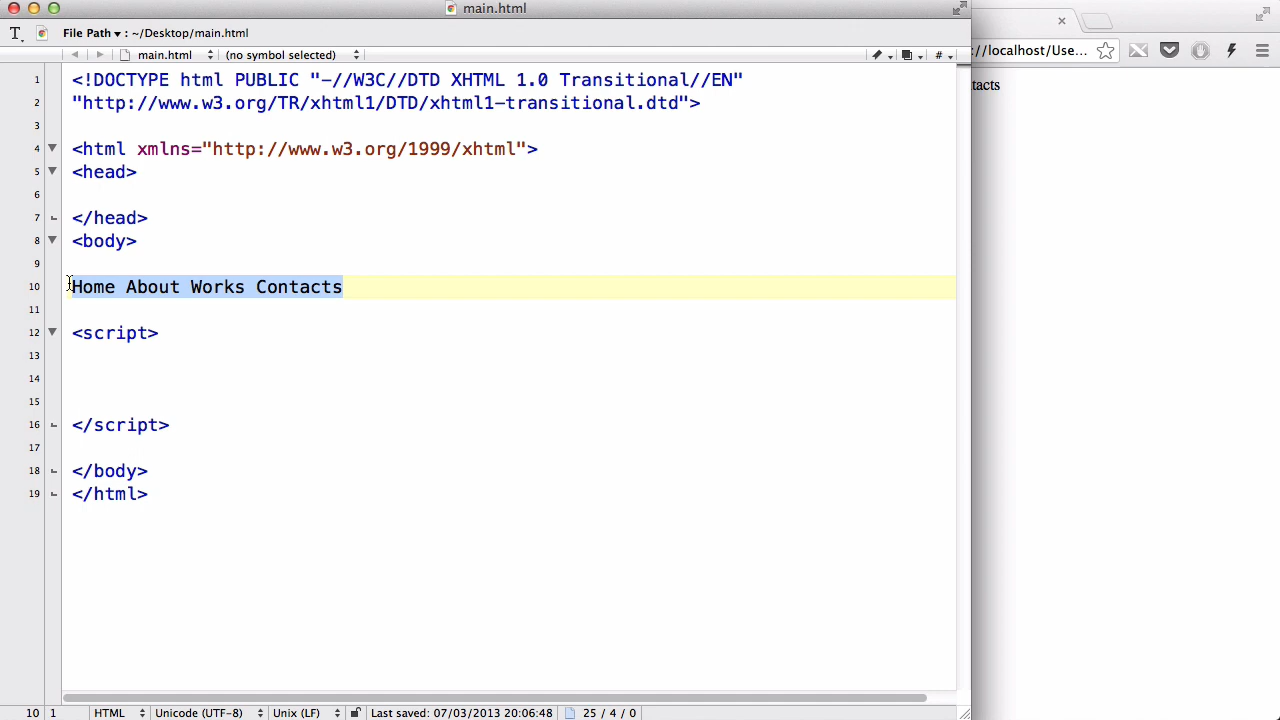 main.html
File Path : ~/Desktop/main.html
main.html (no symbol selected) #
://localhost/Use...
tacts
1 <!DOCTYPE html PUBLIC "-//W3C//DTD XHTML 1.0 Transitional//EN"
2 "http://www.w3.org/TR/xhtml1/DTD/xhtml1-transitional.dtd">
3
4 <html xmlns="http://www.w3.org/1999/xhtml">
5 <head>
6
7 </head>
8 <body>
9
10 Home About Works Contacts
11
12 <script>
13
14
15
16 </script>
17
18 </body>
19 </html>
10 1 HTML Unicode (UTF-8) Unix (LF) Last saved: 07/03/2013 20:06:48 25 / 4 / 0